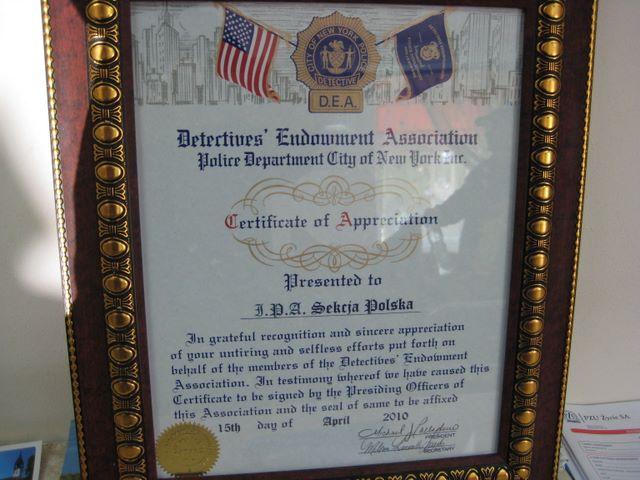 CITY OF NEW YORK POLICE
DETECTIVE
D.E.A.
Detectives' Endowment Association
Police Department City of New York Inc.
Certificate of Appreciation
Presented to
I.P.A. Sekcja Polska
In grateful recognition and sincere appreciation
of your untiring and selfless efforts put forth on
behalf of the members of the Detectives' Endowment
Association. In testimony whereof we have caused this
Certificate to be signed by the Presiding Officers of
this Association and the seal of same to be affixed
15th day of April 2010
PRESIDENT
SECRETARY
PZU Życie SA